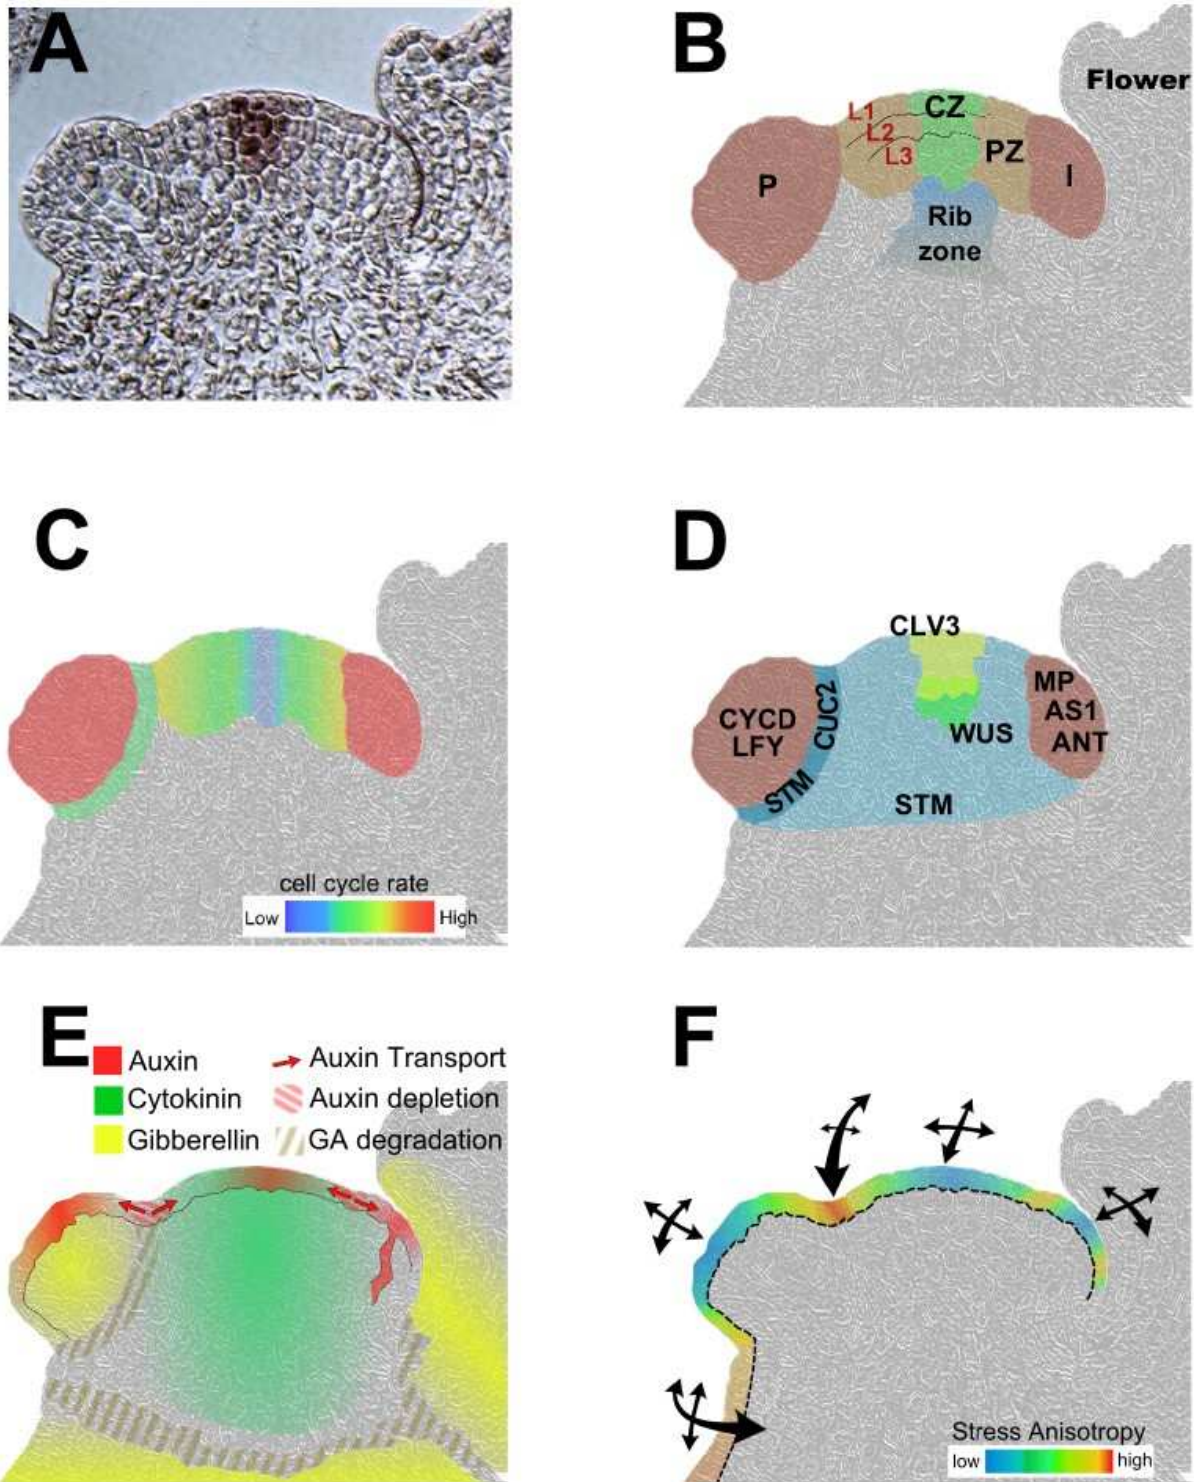 A
B
Flower
L1
CZ
L2
L3
PZ
P
I
Rib
zone
C
cell cycle rate
Low
High
D
CLV3
CUC2
MP
AS1
ANT
CYCD
LFY
WUS
STM
STM
E
Auxin
Auxin Transport
Cytokinin
Auxin depletion
Gibberellin
GA degradation
F
Stress Anisotropy
low
high